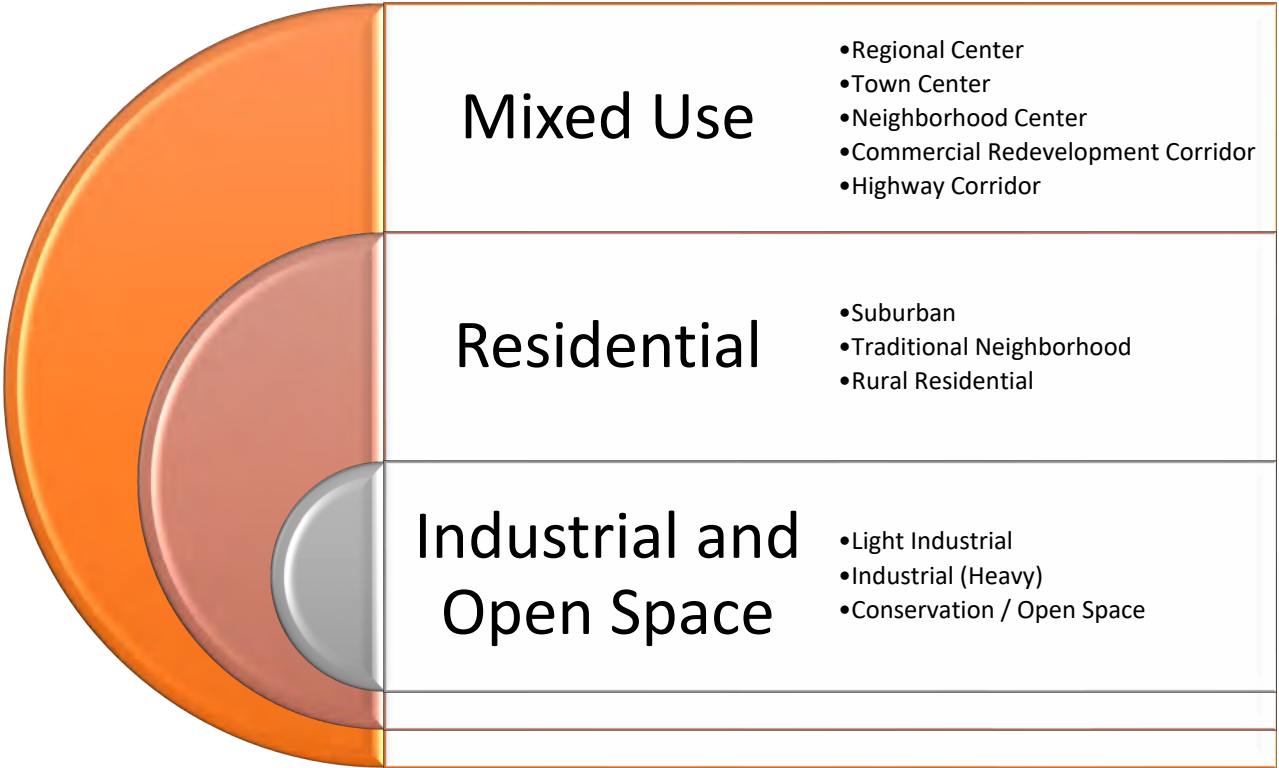 Mixed Use
•Regional Center
•Town Center
•Neighborhood Center
•Commercial Redevelopment Corridor
•Highway Corridor
Residential
•Suburban
•Traditional Neighborhood
•Rural Residential
Industrial and
Open Space
•Light Industrial
•Industrial (Heavy)
•Conservation / Open Space